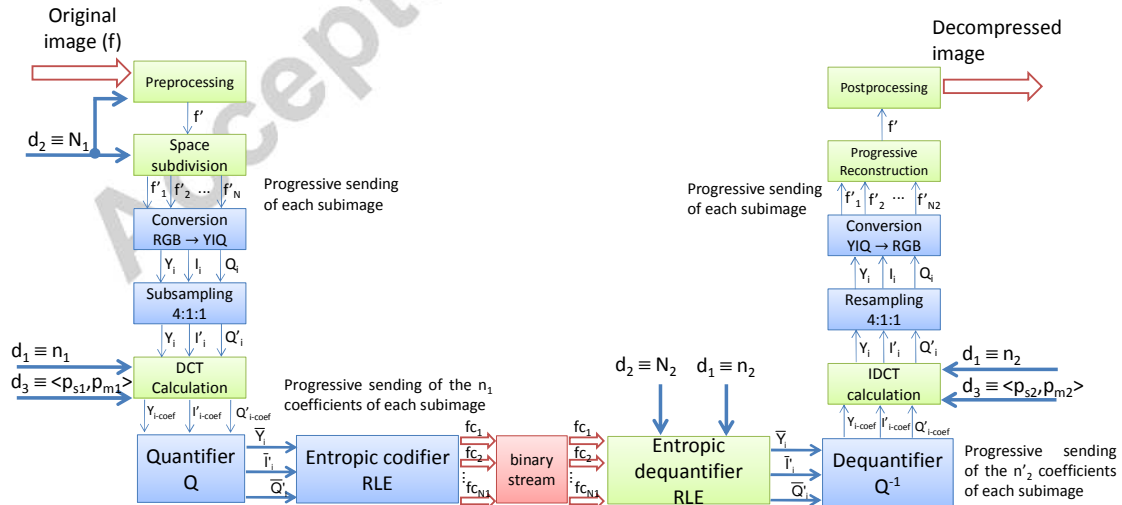 Accept
Original
image (f)
Preprocessing
f'
d₂ ≡ N₁
Space
subdivision
f'₁ f'₂ ... f'N
Progressive sending
of each subimage
Conversion
RGB → YIQ
Yᵢ Iᵢ Qᵢ
Subsampling
4:1:1
Yᵢ I'ᵢ Q'ᵢ
d₁ ≡ n₁
d₃ ≡ <pₛ₁,pₘ₁>
DCT
Calculation
Yi-coef I'i-coef Q'i-coef
Progressive sending of the n₁
coefficients of each subimage
Quantifier
Q
Y̅ᵢ
I̅'ᵢ
Q̅'ᵢ
Entropic codifier
RLE
fc₁
fc₂
⋮
fcN1
binary
stream
fc₁
fc₂
⋮
fcN1
d₂ ≡ N₂
d₁ ≡ n₂
Entropic
dequantifier
RLE
Y̅ᵢ
I̅'ᵢ
Q̅'ᵢ
Dequantifier
Q⁻¹
Progressive sending
of the n'₂ coefficients
of each subimage
Yi-coef I'i-coef Q'i-coef
IDCT
calculation
d₁ ≡ n₂
d₃ ≡ <pₛ₂,pₘ₂>
Yᵢ I'ᵢ Q'ᵢ
Resampling
4:1:1
Yᵢ Iᵢ Qᵢ
Conversion
YIQ → RGB
Progressive sending
of each subimage
f'₁ f'₂ ... f'N2
Progressive
Reconstruction
f'
Postprocessing
Decompressed
image